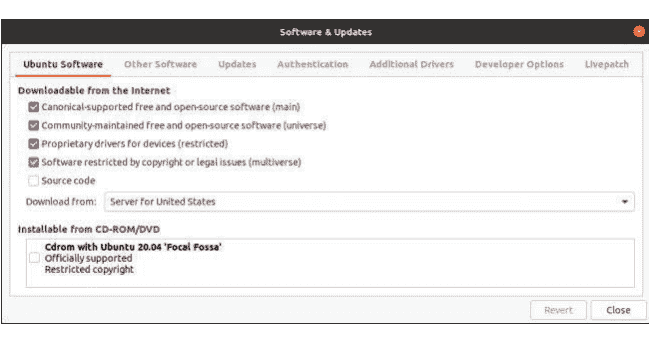 Software & Updates
Ubuntu Software Other Software Updates Authentication Additional Drivers Developer Options Livepatch
Downloadable from the Internet
Canonical-supported free and open-source software (main)
Community-maintained free and open-source software (universe)
Proprietary drivers for devices (restricted)
Software restricted by copyright or legal issues (multiverse)
Source code
Download from: Server for United States
Installable from CD-ROM/DVD
Cdrom with Ubuntu 20.04 'Focal Fossa'
Officially supported
Restricted copyright
Revert Close